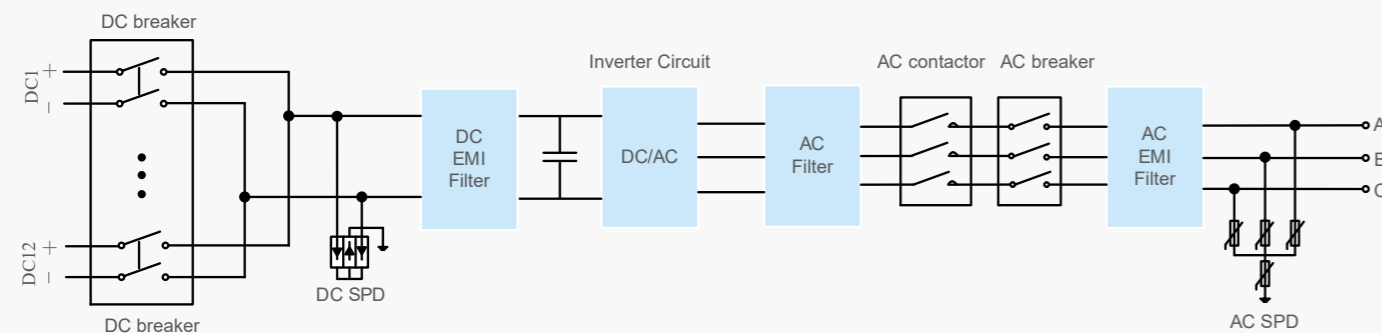 DC breaker
DC1
+
−
DC12
+
−
DC breaker
DC SPD
DC
EMI
Filter
Inverter Circuit
DC/AC
AC
Filter
AC contactor
AC breaker
AC
EMI
Filter
A
B
C
AC SPD